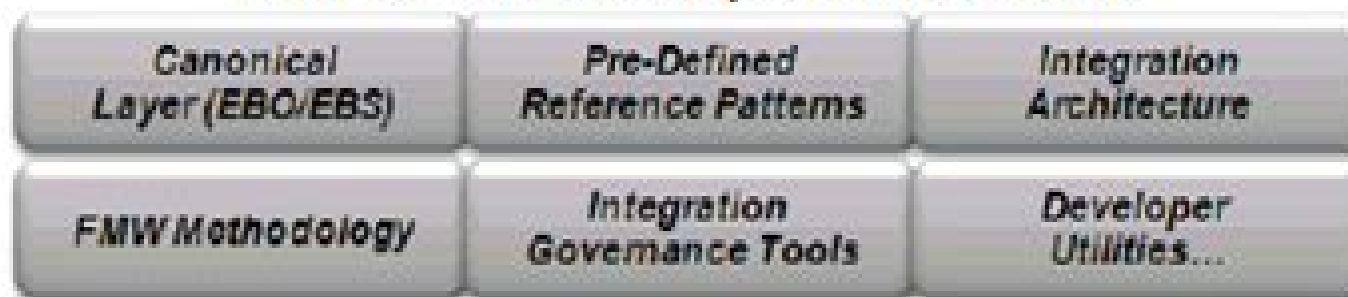 Canonical
Layer (EBO/EBS)
Pre-Defined
Reference Patterns
Integration
Architecture
FMW Methodology
Integration
Governance Tools
Developer
Utilities...